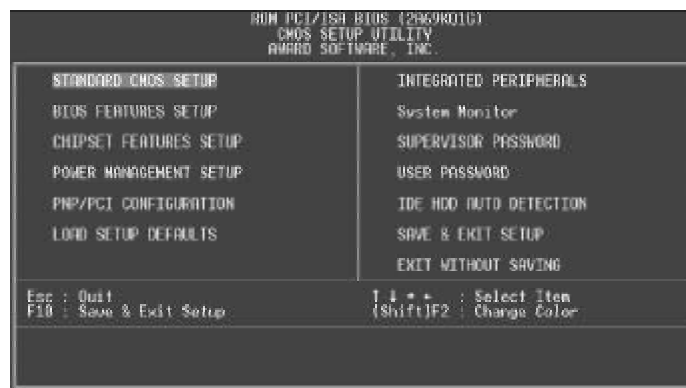 ROM PCI/ISA BIOS (2A69KQ1G)
CMOS SETUP UTILITY
AWARD SOFTWARE, INC.
STANDARD CMOS SETUP
BIOS FEATURES SETUP
CHIPSET FEATURES SETUP
POWER MANAGEMENT SETUP
PNP/PCI CONFIGURATION
LOAD SETUP DEFAULTS
INTEGRATED PERIPHERALS
System Monitor
SUPERVISOR PASSWORD
USER PASSWORD
IDE HDD AUTO DETECTION
SAVE & EXIT SETUP
EXIT WITHOUT SAVING
Esc : Quit
F10 : Save & Exit Setup
↑ ↓ → ← : Select Item
(Shift)F2 : Change Color